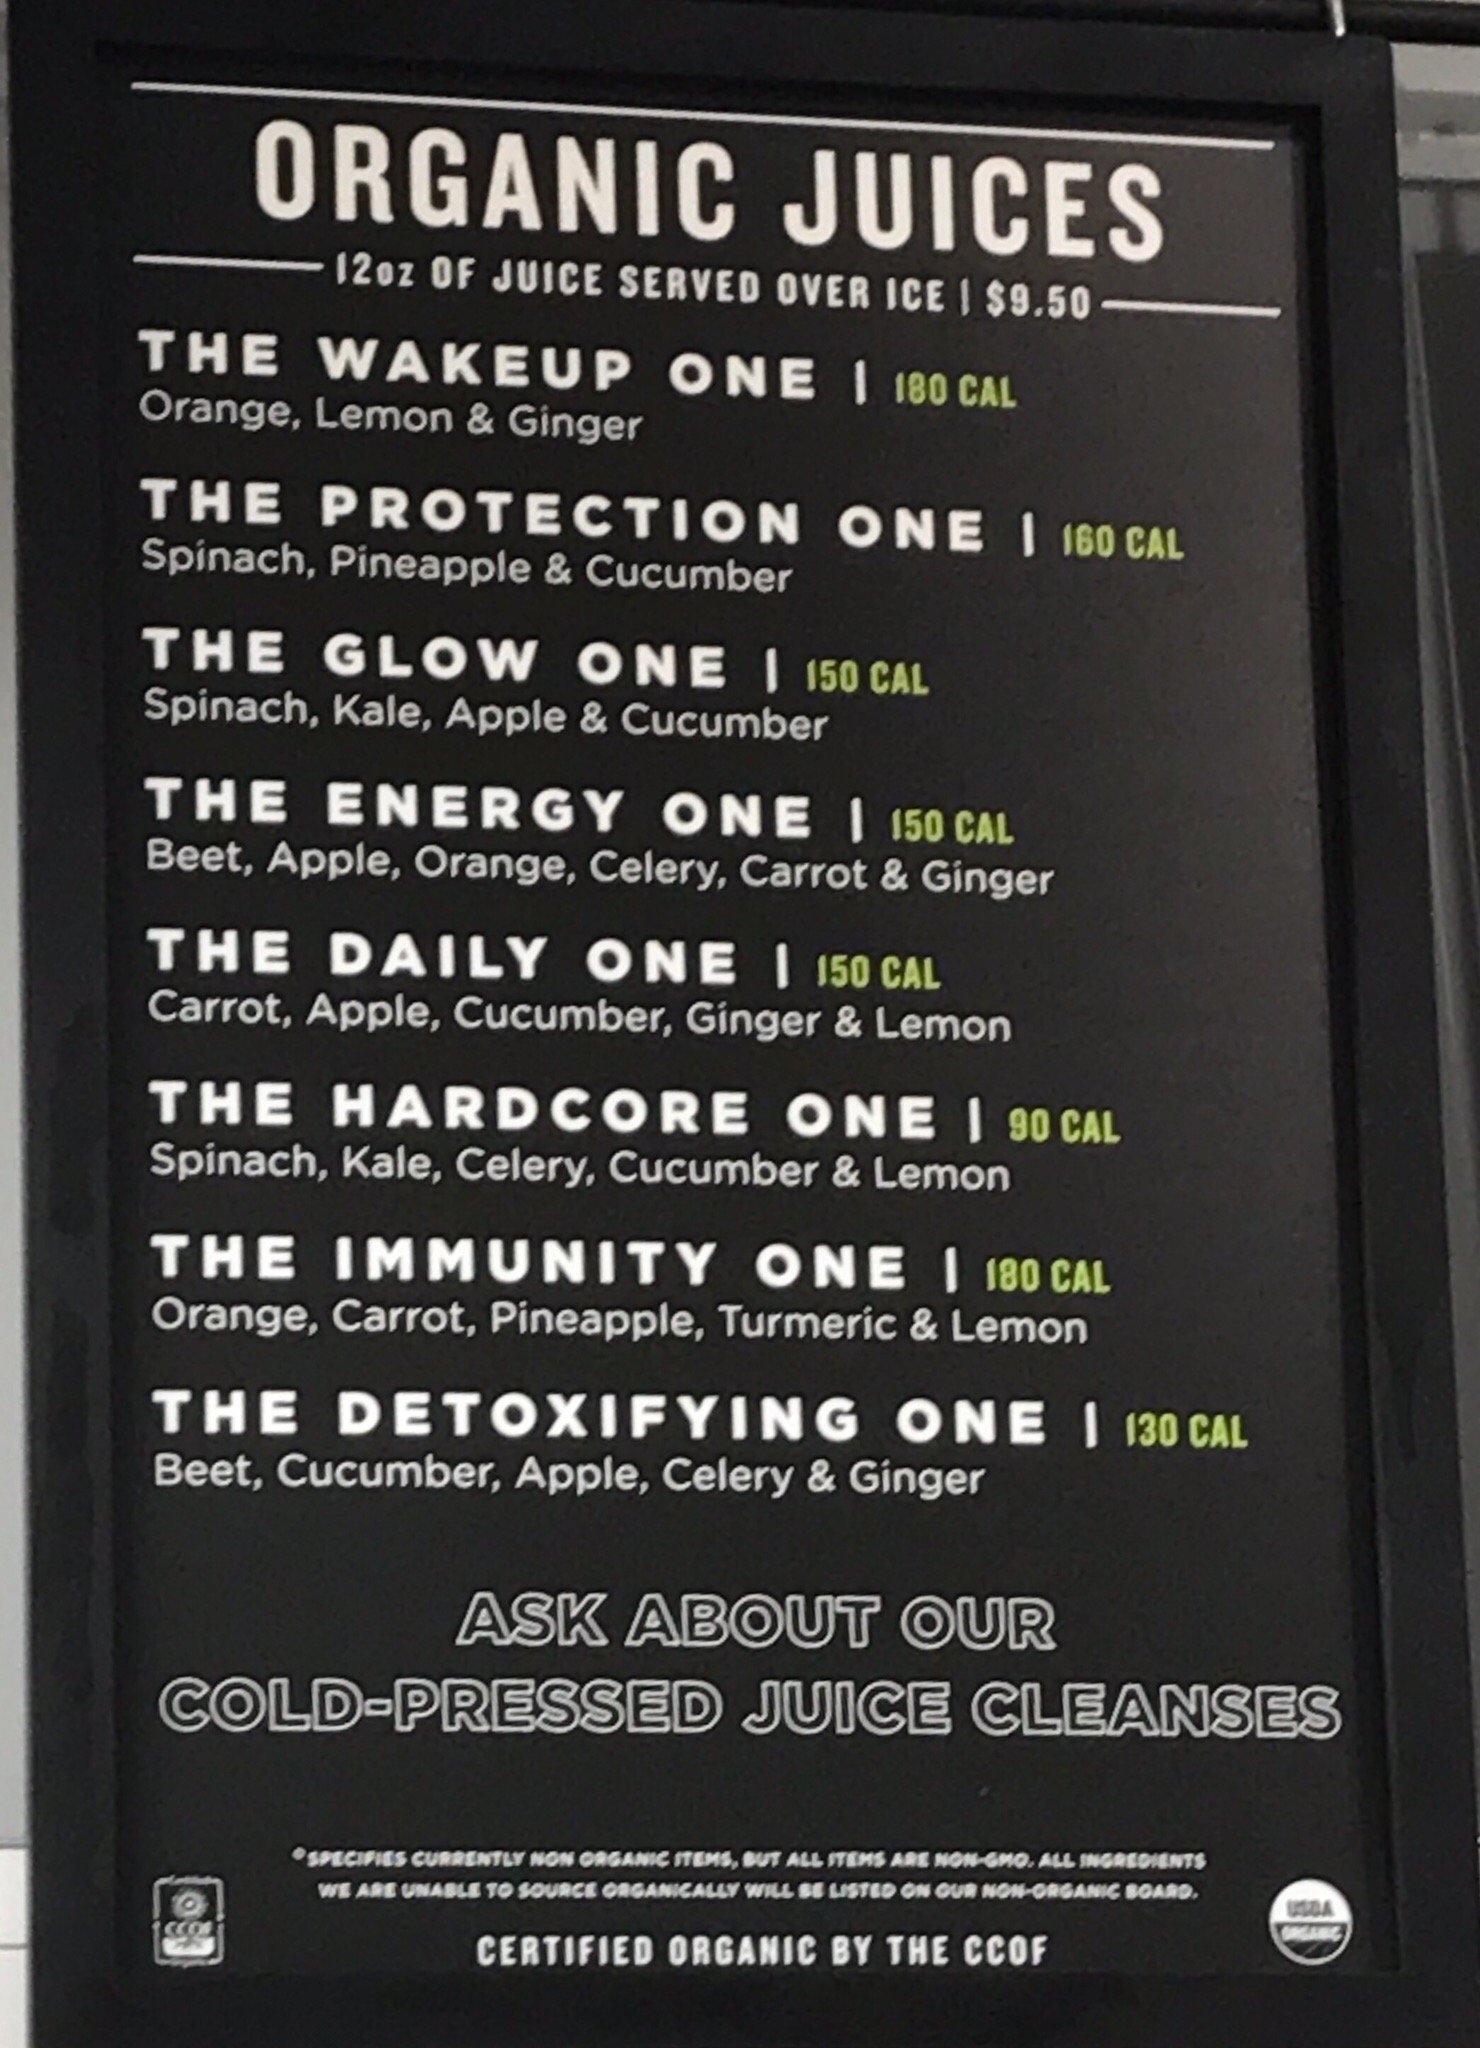 ORGANIC JUICES
12oz OF JUICE SERVED OVER ICE | $9.50
THE WAKEUP ONE | 180 CAL
Orange, Lemon & Ginger
THE PROTECTION ONE | 160 CAL
Spinach, Pineapple & Cucumber
THE GLOW ONE | 150 CAL
Spinach, Kale, Apple & Cucumber
THE ENERGY ONE | 150 CAL
Beet, Apple, Orange, Celery, Carrot & Ginger
THE DAILY ONE | 150 CAL
Carrot, Apple, Cucumber, Ginger & Lemon
THE HARDCORE ONE | 90 CAL
Spinach, Kale, Celery, Cucumber & Lemon
THE IMMUNITY ONE | 180 CAL
Orange, Carrot, Pineapple, Turmeric & Lemon
THE DETOXIFYING ONE | 130 CAL
Beet, Cucumber, Apple, Celery & Ginger
ASK ABOUT OUR
COLD-PRESSED JUICE CLEANSES
*SPECIFIES CURRENTLY NON ORGANIC ITEMS, BUT ALL ITEMS ARE NON-GMO. ALL INGREDIENTS
WE ARE UNABLE TO SOURCE ORGANICALLY WILL BE LISTED ON OUR NON-ORGANIC BOARD.
CCOF
CERTIFIED ORGANIC BY THE CCOF
USDA
ORGANIC